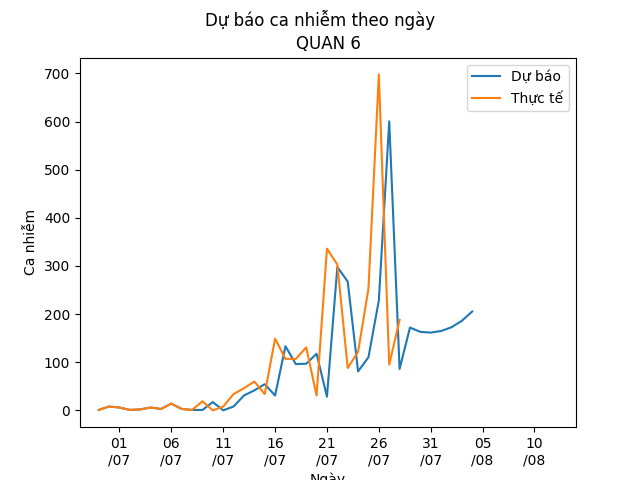 Dự báo ca nhiễm theo ngày
QUAN 6
Dự báo
Thực tế
Ca nhiễm
700
600
500
400
300
200
100
0
01 06 11 16 21 26 31 05 10
/07 /07 /07 /07 /07 /07 /07 /08 /08
Ngày